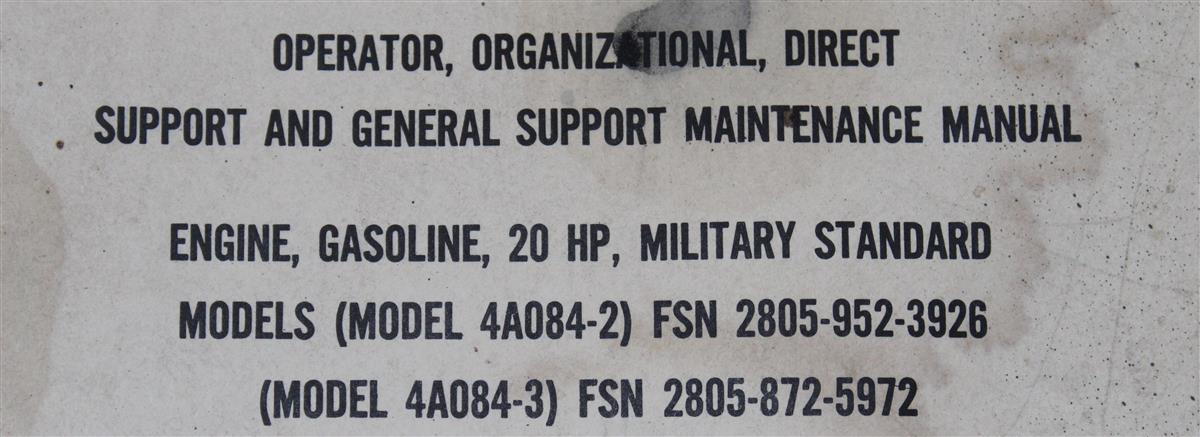 OPERATOR, ORGANIZATIONAL, DIRECT
SUPPORT AND GENERAL SUPPORT MAINTENANCE MANUAL
ENGINE, GASOLINE, 20 HP, MILITARY STANDARD
MODELS (MODEL 4A084-2) FSN 2805-952-3926
(MODEL 4A084-3) FSN 2805-872-5972